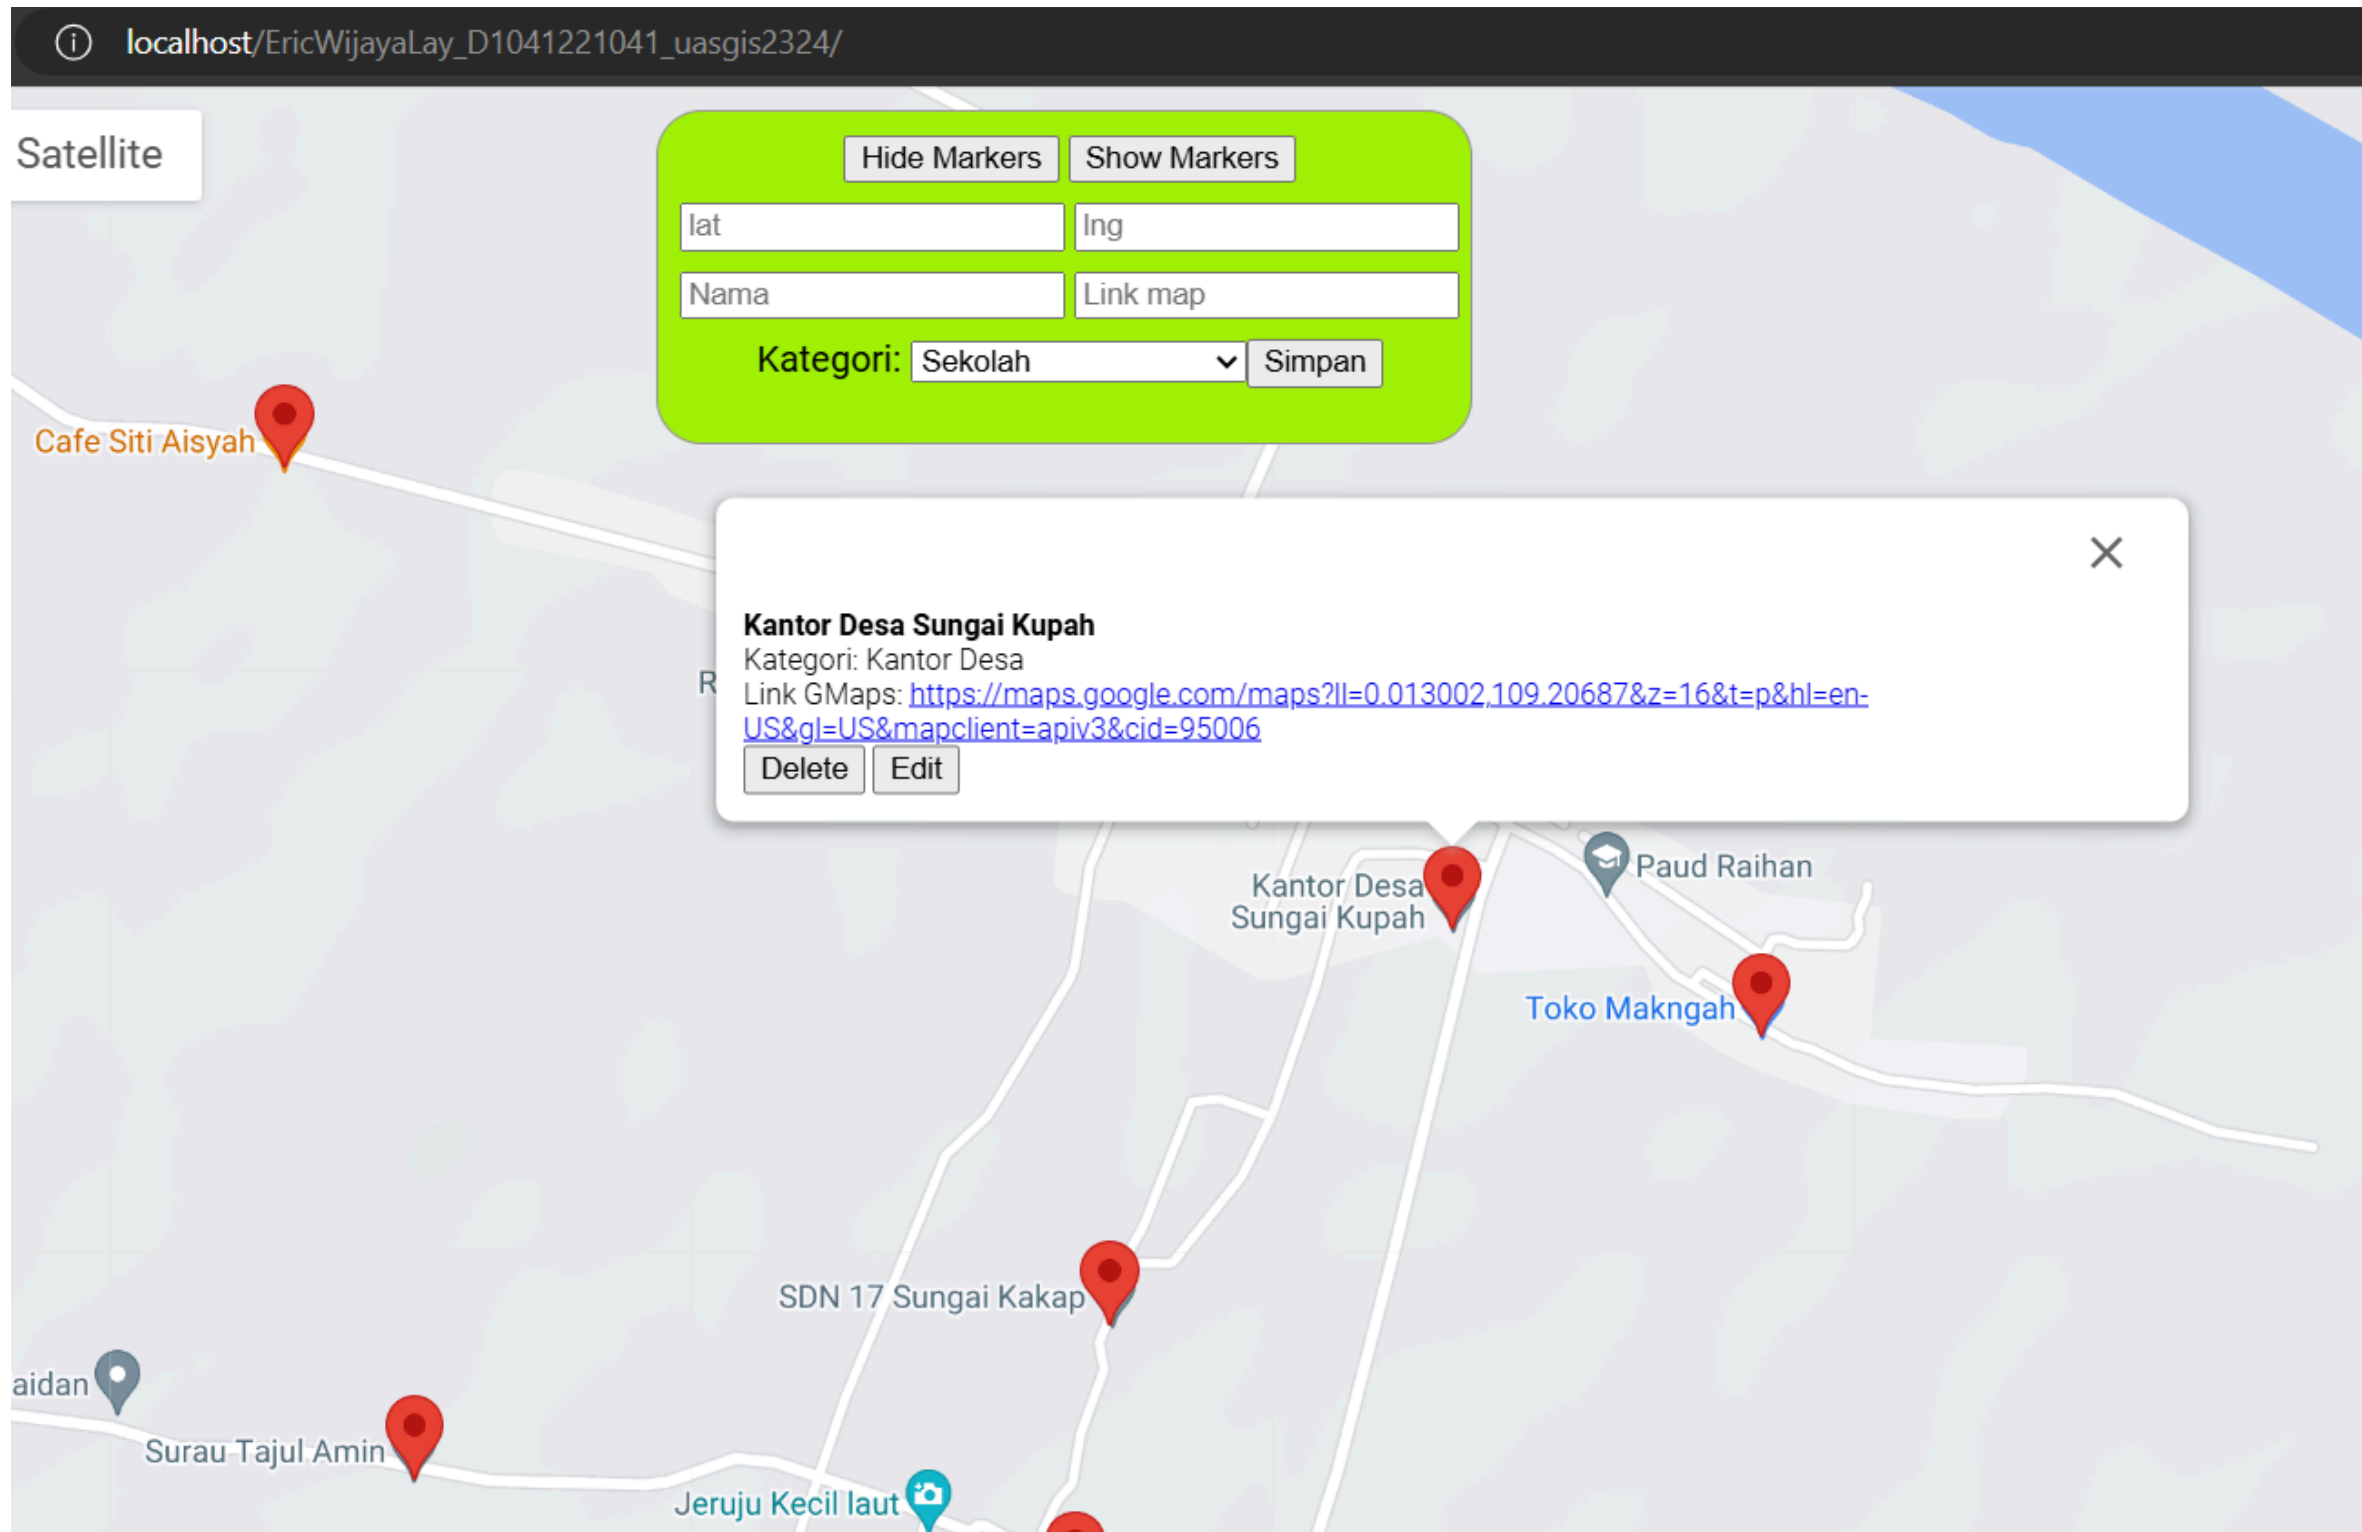 localhost/EricWijayaLay_D1041221041_uasgis2324/
Satellite
Hide Markers Show Markers
lat lng
Nama Link map
Kategori: Sekolah Simpan
Cafe Siti Aisyah
Kantor Desa Sungai Kupah
Kategori: Kantor Desa
R
Link GMaps: https://maps.google.com/maps?ll=0.013002,109.20687&z=16&t=p&hl=en-
US&gl=US&mapclient=apiv3&cid=95006
Delete Edit
Paud Raihan
Kantor Desa
Sungai Kupah
Toko Makngah
SDN 17 Sungai Kakap
aidan
Surau Tajul Amin
Jeruju Kecil laut